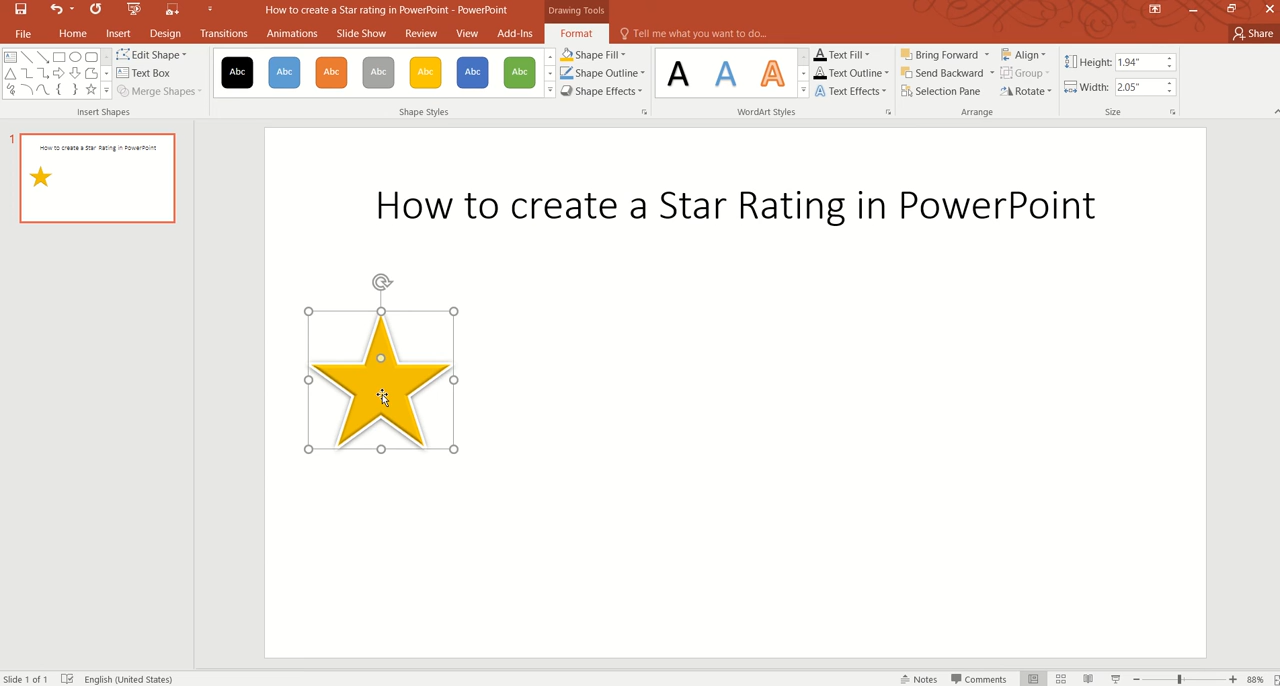 How to create a Star rating in PowerPoint - PowerPoint
Drawing Tools
File Home Insert Design Transitions Animations Slide Show Review View Add-Ins Format Tell me what you want to do... Share
Edit Shape
Text Box
Merge Shapes
Insert Shapes
Abc Abc Abc Abc Abc Abc Abc
Shape Styles
Shape Fill
Shape Outline
Shape Effects
A A A
WordArt Styles
A Text Fill
A Text Outline
A Text Effects
Bring Forward
Send Backward
Selection Pane
Align
Group
Rotate
Arrange
Height: 1.94"
Width: 2.05"
Size
1
How to create a Star Rating in PowerPoint
How to create a Star Rating in PowerPoint
Slide 1 of 1 English (United States) Notes Comments 88%